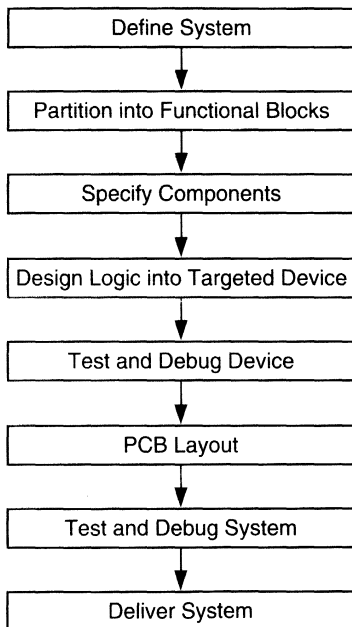 Define System
Partition into Functional Blocks
Specify Components
Design Logic into Targeted Device
Test and Debug Device
PCB Layout
Test and Debug System
Deliver System